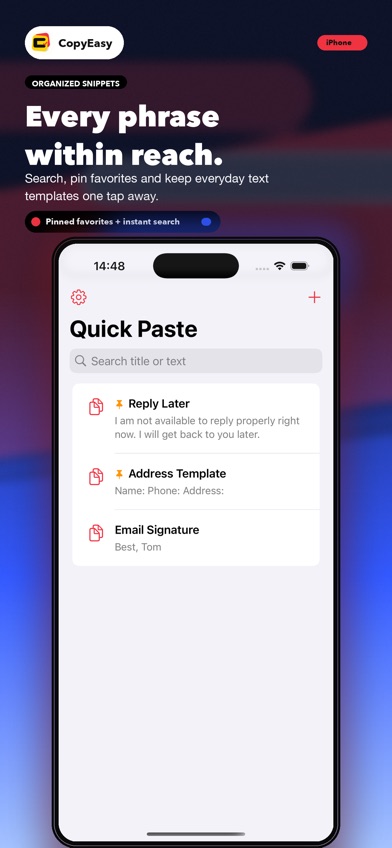 CopyEasy
iPhone
ORGANIZED SNIPPETS
Every phrase
within reach.
Search, pin favorites and keep everyday text
templates one tap away.
Pinned favorites + instant search
14:48
Quick Paste
Search title or text
Reply Later
I am not available to reply properly right
now. I will get back to you later.
Address Template
Name: Phone: Address:
Email Signature
Best, Tom